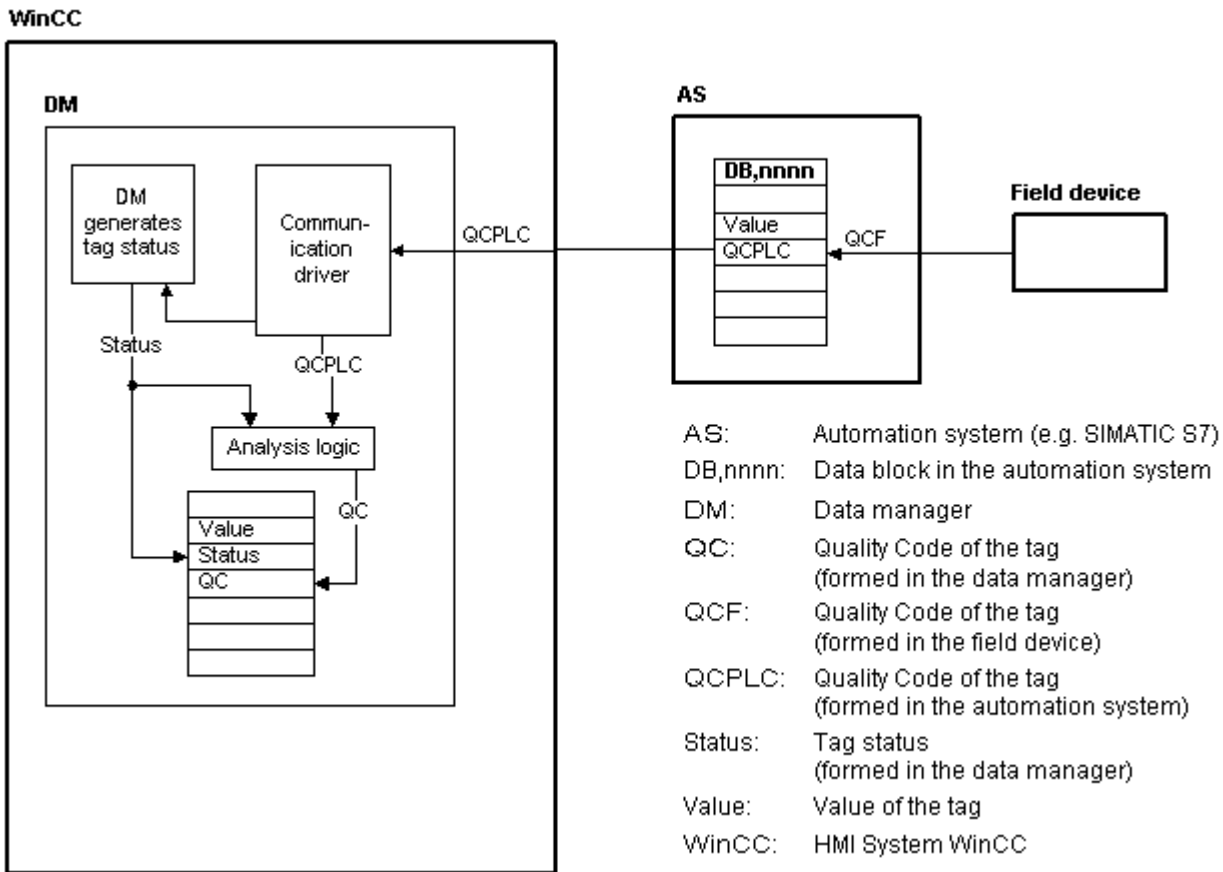 WinCC
DM
DM
generates
tag status
Commun-
ication
driver
QCPLC
Status
QCPLC
Analysis logic
QC
Value
Status
QC
AS
DB,nnnn
Value
QCPLC
QCF
Field device
AS: Automation system (e.g. SIMATIC S7)
DB,nnnn: Data block in the automation system
DM: Data manager
QC: Quality Code of the tag
(formed in the data manager)
QCF: Quality Code of the tag
(formed in the field device)
QCPLC: Quality Code of the tag
(formed in the automation system)
Status: Tag status
(formed in the data manager)
Value: Value of the tag
WinCC: HMI System WinCC